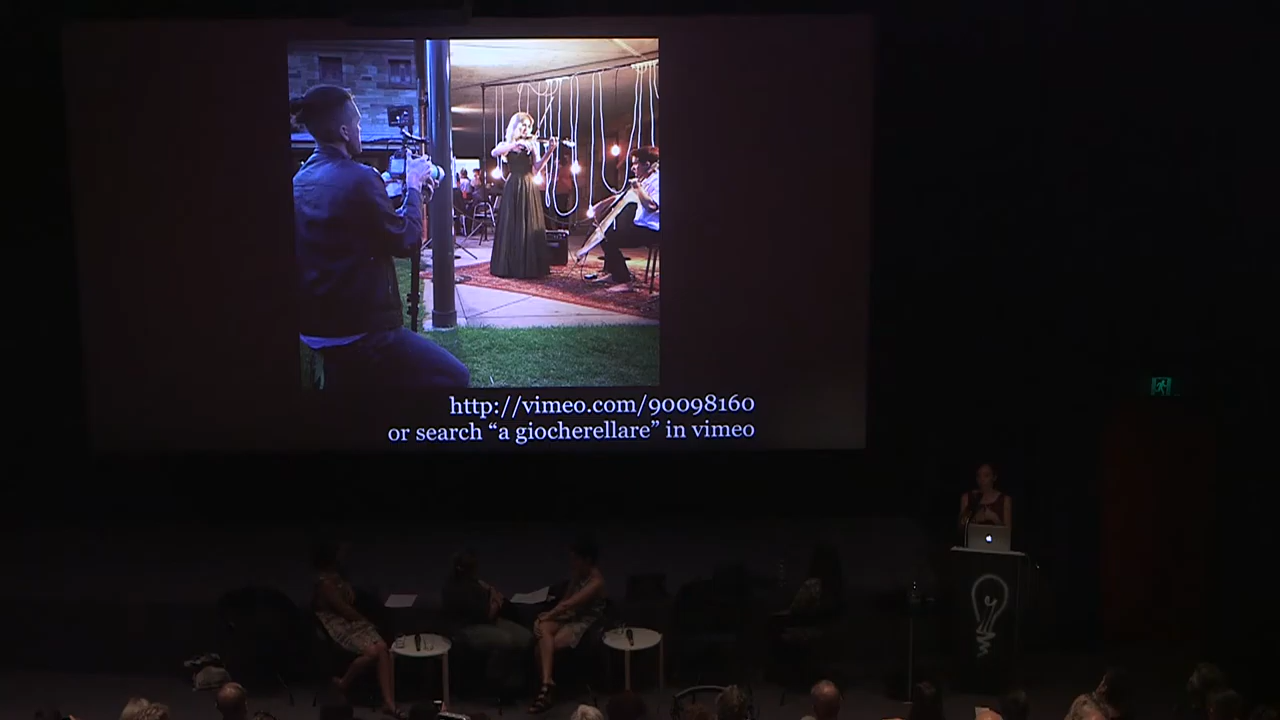 http://vimeo.com/90098160
or search “a giocherellare” in vimeo